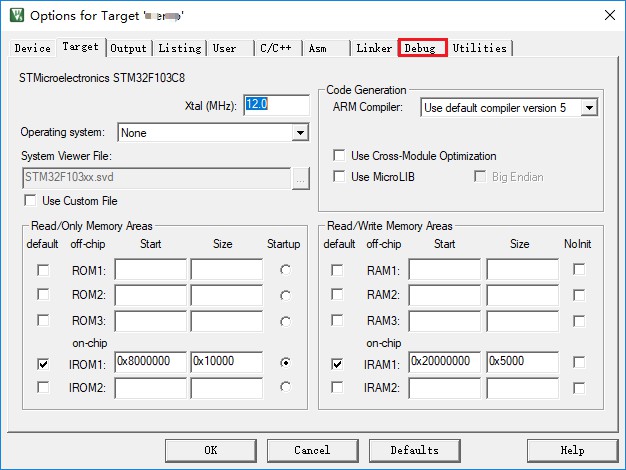 Options for Target '
Device Target Output Listing User C/C++ Asm Linker Debug Utilities
STMicroelectronics STM32F103C8
Xtal (MHz): 12.0
Operating system: None
System Viewer File:
STM32F103xx.svd ...
Use Custom File
Code Generation
ARM Compiler: Use default compiler version 5
Use Cross-Module Optimization
Use MicroLIB Big Endian
Read/Only Memory Areas
default off-chip Start Size Startup
ROM1:
ROM2:
ROM3:
on-chip
IROM1: 0x8000000 0x10000
IROM2:
Read/Write Memory Areas
default off-chip Start Size NoInit
RAM1:
RAM2:
RAM3:
on-chip
IRAM1: 0x20000000 0x5000
IRAM2:
OK Cancel Defaults Help